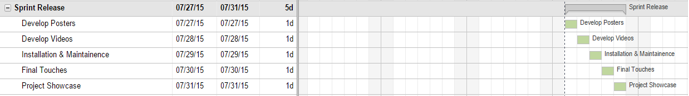 Sprint Release 07/27/15 07/31/15 5d Sprint Release
Develop Posters 07/27/15 07/27/15 1d Develop Posters
Develop Videos 07/28/15 07/28/15 1d Develop Videos
Installation & Maintainence 07/29/15 07/29/15 1d Installation & Maintainence
Final Touches 07/30/15 07/30/15 1d Final Touches
Project Showcase 07/31/15 07/31/15 1d Project Showcase